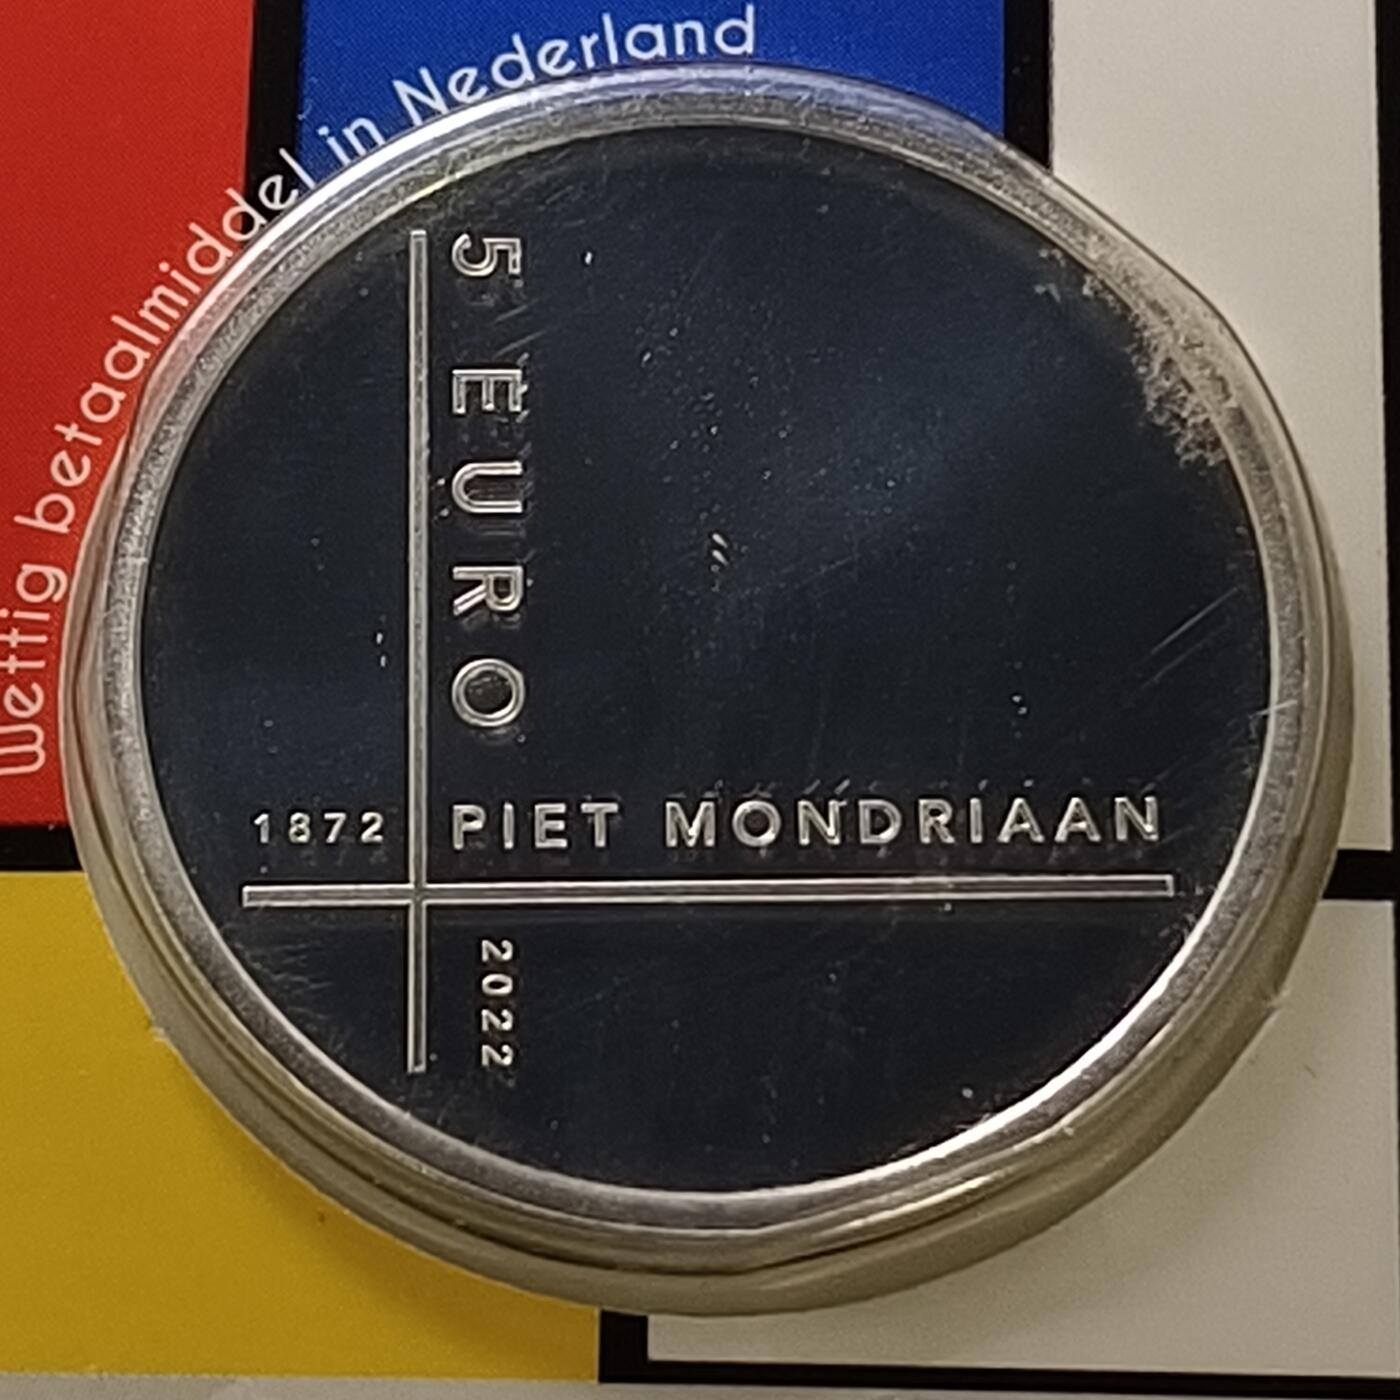 Wettig betaalmiddel in Nederland
5 EURO
1872
PIET MONDRIAAN
2022